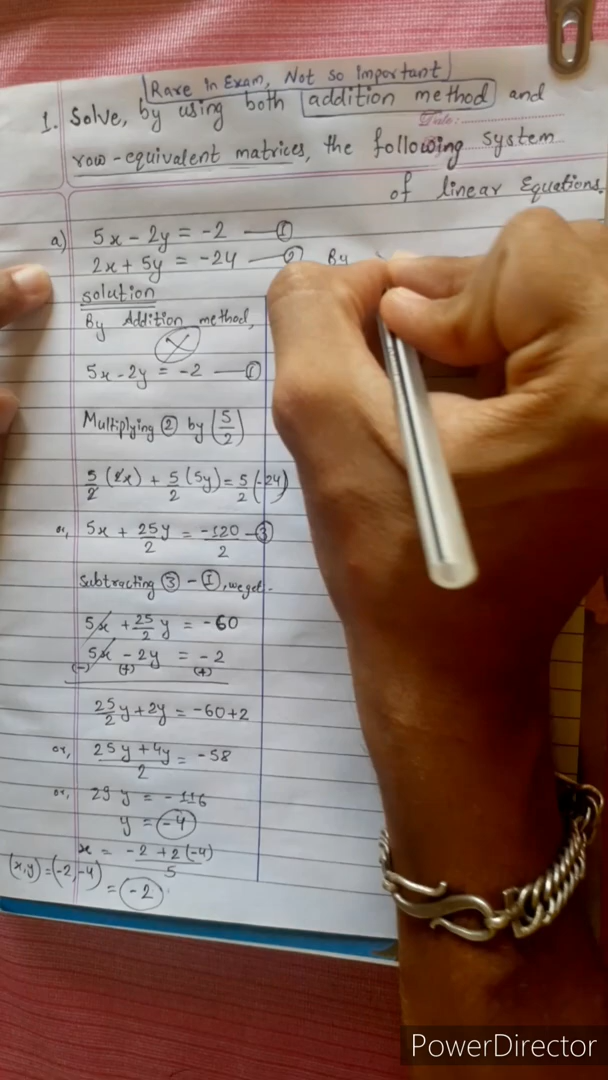 Rare in Exam, Not so important
1. Solve, by using both addition method and
Date:
row-equivalent matrices, the following system
of linear Equations.
a) 5x - 2y = -2 —①
2x + 5y = -24 —②
By
solution
By Addition method,
5x - 2y = -2 —①
Multiplying ② by (5/2)
5/2 (2x) + 5/2 (5y) = 5/2 (-24)
or, 5x + 25y/2 = -120/2 —③
Subtracting ③ - ①, we get-
5x + 25/2 y = -60
5x - 2y = -2
(-) (+) (+)
25/2 y + 2y = -60+2
or, 25y + 4y/2 = -58
or, 29y = -116
y = -4
x = -2 + 2(-4)/5
(x,y) = (-2,-4)
= -2
PowerDirector